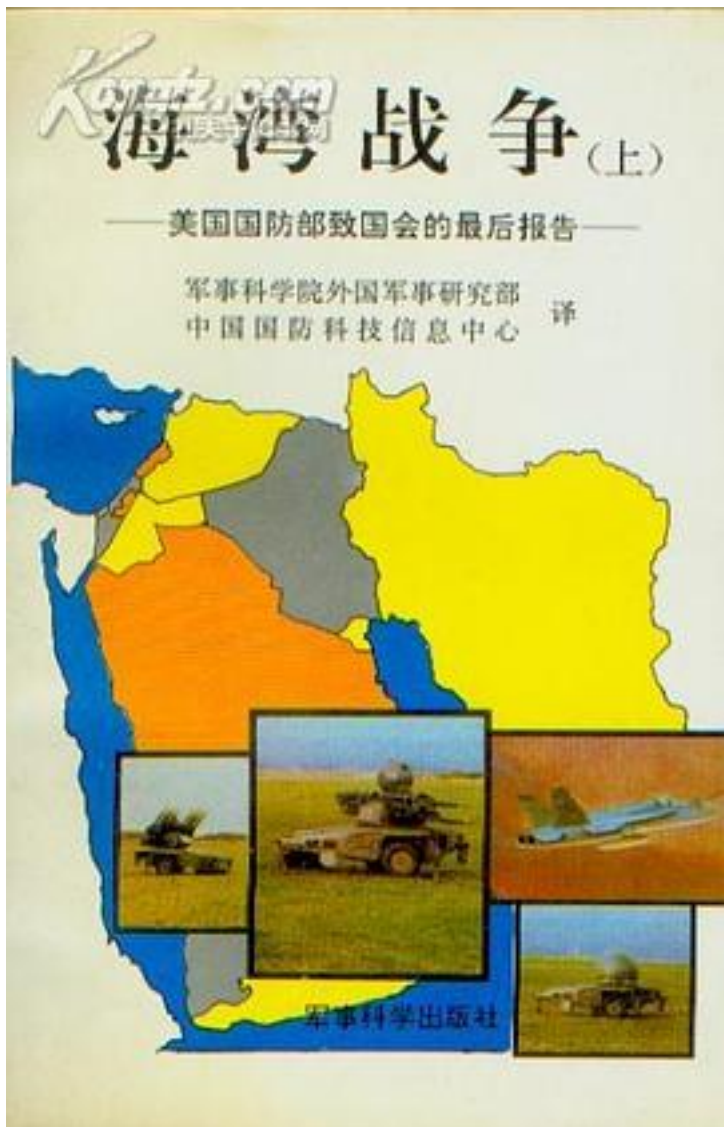 Kongfz.com
海湾战争（上）
——美国国防部致国会的最后报告——
军事科学院外国军事研究部
中国国防科技信息中心 译
军事科学出版社